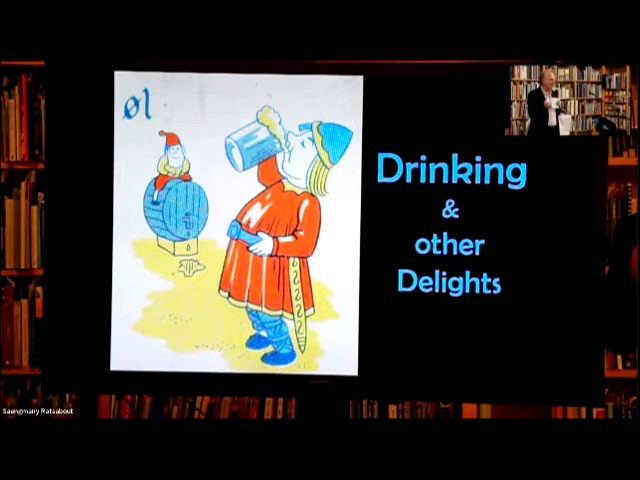 øl
Drinking
&
other
Delights
Saengmany Ratsabout